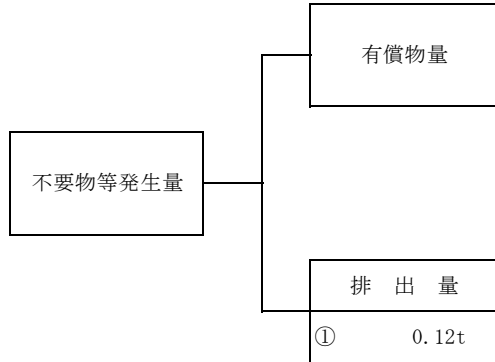 有償物量
不要物等発生量
排 出 量
① 0.12t